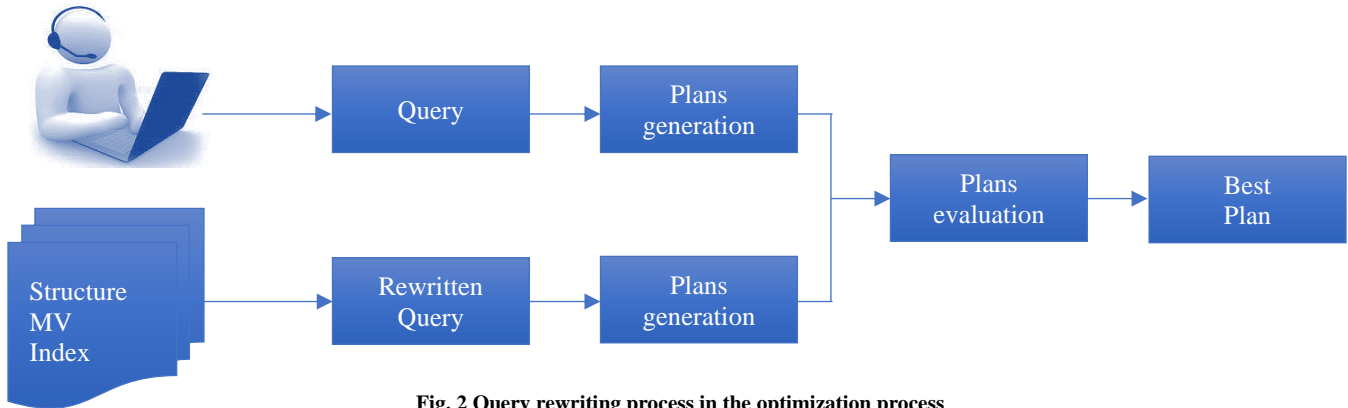 Query
Plans
generation
Plans
evaluation
Best
Plan
Structure
MV
Index
Rewritten
Query
Plans
generation
Fig. 2 Query rewriting process in the optimization process